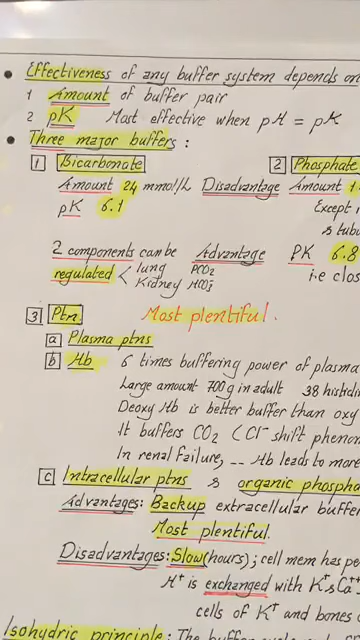 • Effectiveness of any buffer system depends on
1 Amount of buffer pair
2 pK Most effective when pH = pK
• Three major buffers :
1 Bicarbonate 2 Phosphate
Amount 24 mmol/L Disadvantage Amount 1
pK 6.1 Except
& tub
2 components can be Advantage PK 6.8
regulated < lung PCO2 i.e clos
Kidney HCO3
3 Ptn Most plentiful.
a Plasma ptns
b Hb 6 times buffering power of plasma
Large amount 700g in adult 38 histidi
Deoxy Hb is better buffer than oxy
It buffers CO2 (Cl- shift phenom
In renal failure, -- Hb leads to more
c Intracellular ptns & organic phospha
Advantages: Backup extracellular buffer
Most plentiful.
Disadvantages: Slow (hours); cell mem has pe
H+ is exchanged with K+ & Ca++
cells of K+ and bones o
Isohydric principle: The buffer